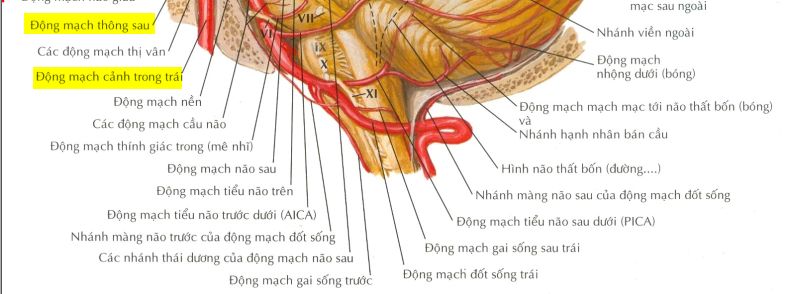 Động mạch não giữa
Động mạch thông sau
Các động mạch thị vân
Động mạch cảnh trong trái
Động mạch nền
Các động mạch cầu não
Động mạch thính giác trong (mê nhĩ)
Động mạch não sau
Động mạch tiểu não trên
Động mạch tiểu não trước dưới (AICA)
Nhánh màng não trước của động mạch đốt sống
Các nhánh thái dương của động mạch não sau
Động mạch gai sống trước
VI
VII
IX
X
XI
mạc sau ngoài
Nhánh viền ngoài
Động mạch
nhộng dưới (bóng)
Động mạch mạch mạc tới não thất bốn (bóng)
và
Nhánh hạnh nhân bán cầu
Hình não thất bốn (đường....)
Nhánh màng não sau của động mạch đốt sống
Động mạch tiểu não sau dưới (PICA)
Động mạch gai sống sau trái
Động mạch đốt sống trái